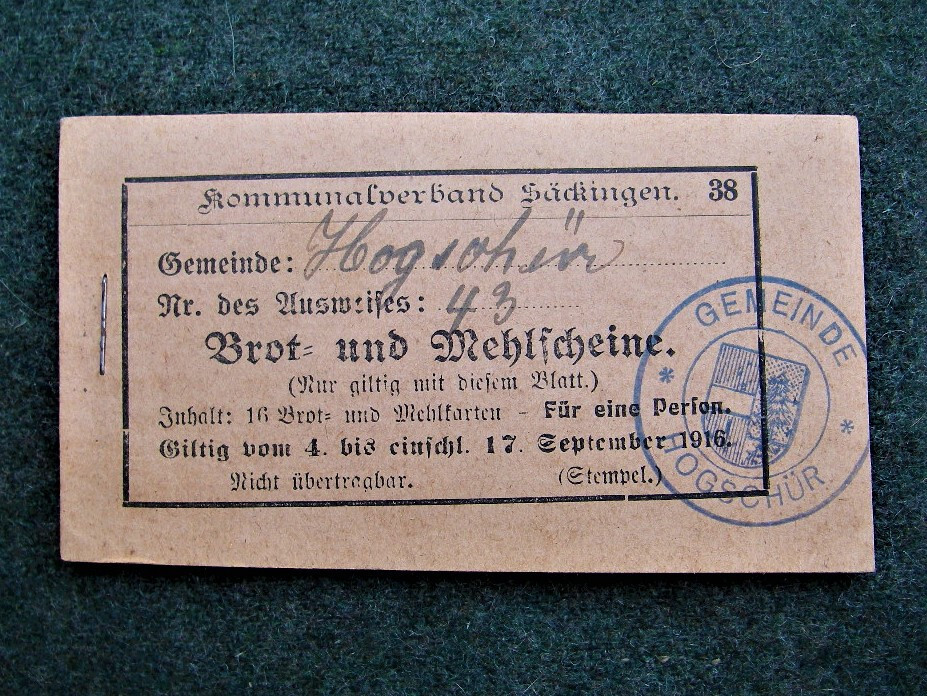 Kommunalverband Säckingen. 38
Gemeinde: Hogschür
Nr. des Ausweises: 43
Brot- und Mehlscheine.
(Nur giltig mit diesem Blatt.)
Inhalt: 16 Brot- und Mehlkarten - Für eine Person.
Giltig vom 4. bis einschl. 17. September 1916.
Nicht übertragbar. (Stempel.)
* GEMEINDE *
HOGSCHÜR